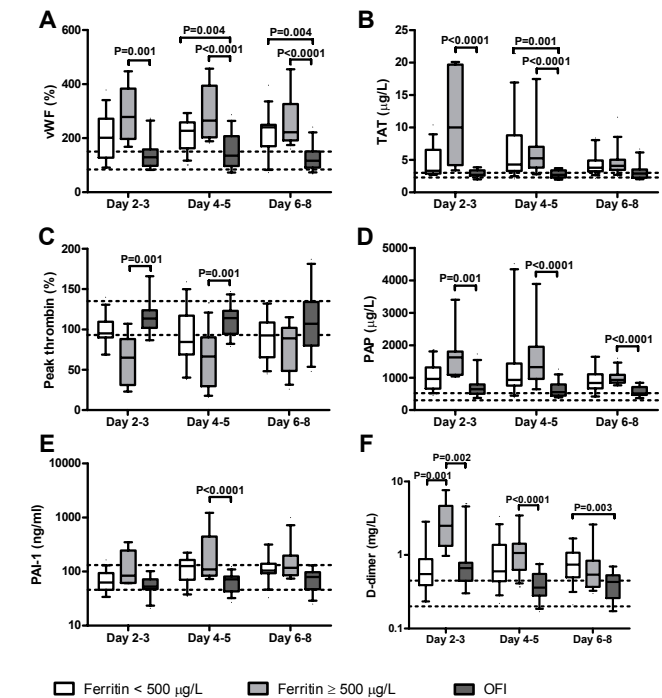 A
vWF (%)
600
400
200
0
P=0.001
P=0.004
P<0.0001
P=0.004
P<0.0001
Day 2-3
Day 4-5
Day 6-8
B
TAT (µg/L)
25
20
15
10
5
0
P<0.0001
P=0.001
P<0.0001
Day 2-3
Day 4-5
Day 6-8
C
Peak thrombin (%)
200
150
100
50
0
P=0.001
P=0.001
Day 2-3
Day 4-5
Day 6-8
D
PAP (µg/L)
5000
4000
3000
2000
1000
0
P=0.001
P<0.0001
P<0.0001
Day 2-3
Day 4-5
Day 6-8
E
PAI-1 (ng/ml)
10000
1000
100
10
P<0.0001
Day 2-3
Day 4-5
Day 6-8
F
D-dimer (mg/L)
10
1
0.1
P=0.001
P=0.002
P<0.0001
P=0.003
Day 2-3
Day 4-5
Day 6-8
Ferritin < 500 µg/L
Ferritin ≥ 500 µg/L
OFI